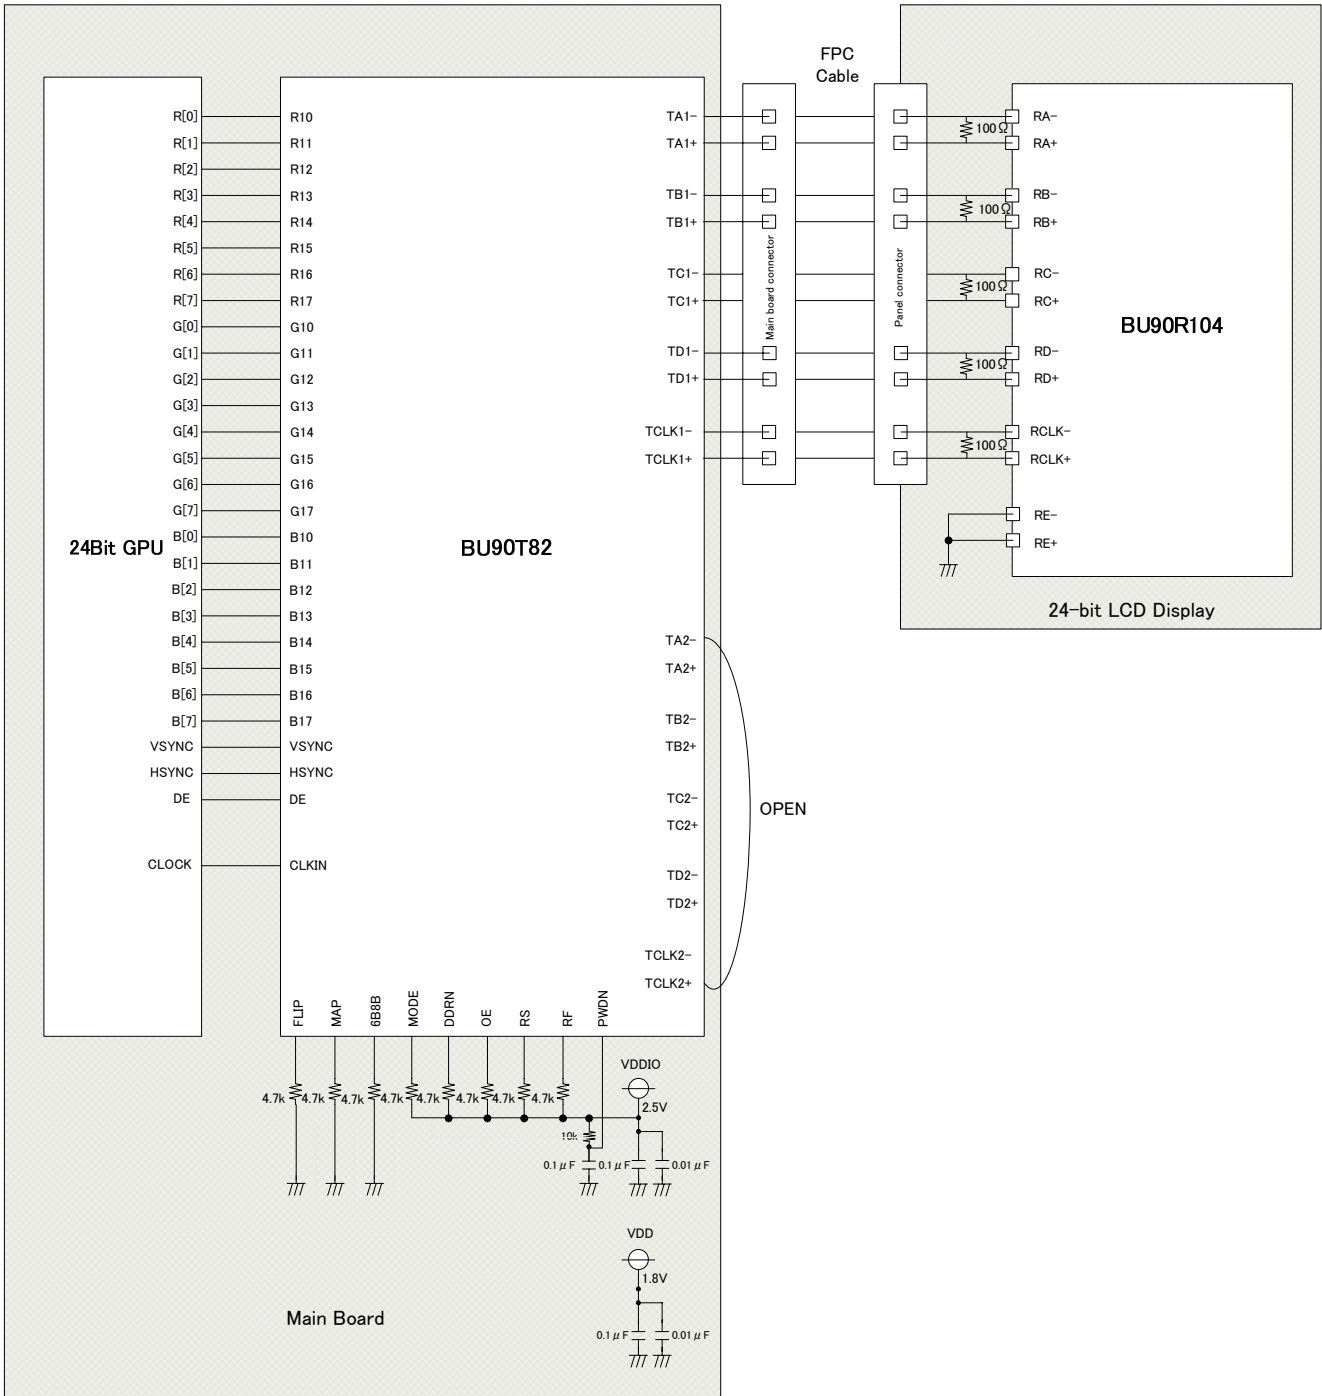 FPC
Cable
R[0]
R[1]
R[2]
R[3]
R[4]
R[5]
R[6]
R[7]
G[0]
G[1]
G[2]
G[3]
G[4]
G[5]
G[6]
G[7]
B[0]
B[1]
B[2]
B[3]
B[4]
B[5]
B[6]
B[7]
VSYNC
HSYNC
DE
CLOCK
24Bit GPU
R10
R11
R12
R13
R14
R15
R16
R17
G10
G11
G12
G13
G14
G15
G16
G17
B10
B11
B12
B13
B14
B15
B16
B17
VSYNC
HSYNC
DE
CLKIN
BU90T82
TA1-
TA1+
TB1-
TB1+
TC1-
TC1+
TD1-
TD1+
TCLK1-
TCLK1+
TA2-
TA2+
TB2-
TB2+
TC2-
TC2+
TD2-
TD2+
TCLK2-
TCLK2+
OPEN
Main board connector
Panel connector
100Ω
100Ω
100Ω
100Ω
100Ω
RA-
RA+
RB-
RB+
RC-
RC+
RD-
RD+
RCLK-
RCLK+
RE-
RE+
BU90R104
24-bit LCD Display
FLIP
MAP
6B8B
MODE
DDRN
OE
RS
RF
PWDN
4.7k
4.7k
4.7k
4.7k
4.7k
4.7k
4.7k
4.7k
VDDIO
2.5V
10k
0.1μF
0.1μF
0.01μF
VDD
1.8V
0.1μF
0.01μF
Main Board